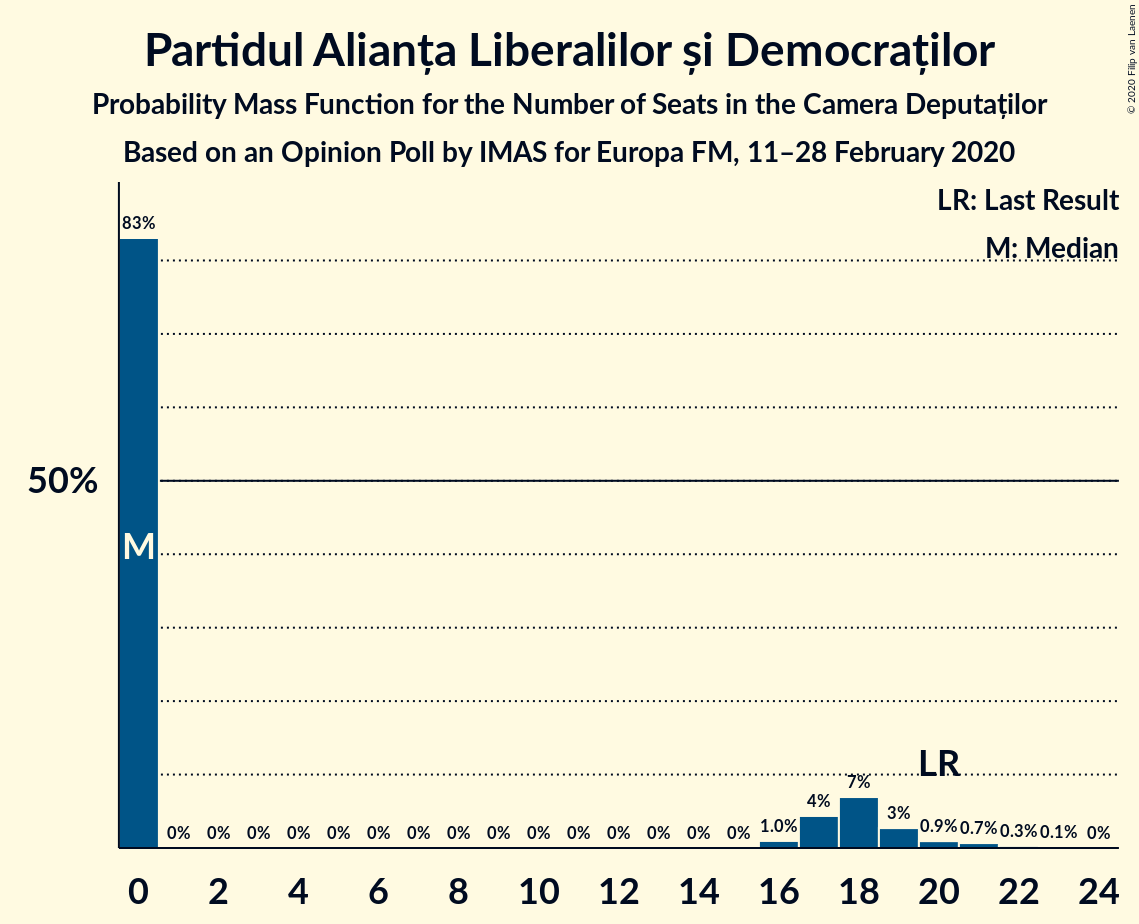 Partidul Alianța Liberalilor și Democraților
Probability Mass Function for the Number of Seats in the Camera Deputaților
Based on an Opinion Poll by IMAS for Europa FM, 11–28 February 2020
© 2020 Filip van Laenen
LR: Last Result
M: Median
83%
50%
M
LR
0% 0% 0% 0% 0% 0% 0% 0% 0% 0% 0% 0% 0% 0% 0% 1.0% 4% 7% 3% 0.9% 0.7% 0.3% 0.1% 0%
0 2 4 6 8 10 12 14 16 18 20 22 24